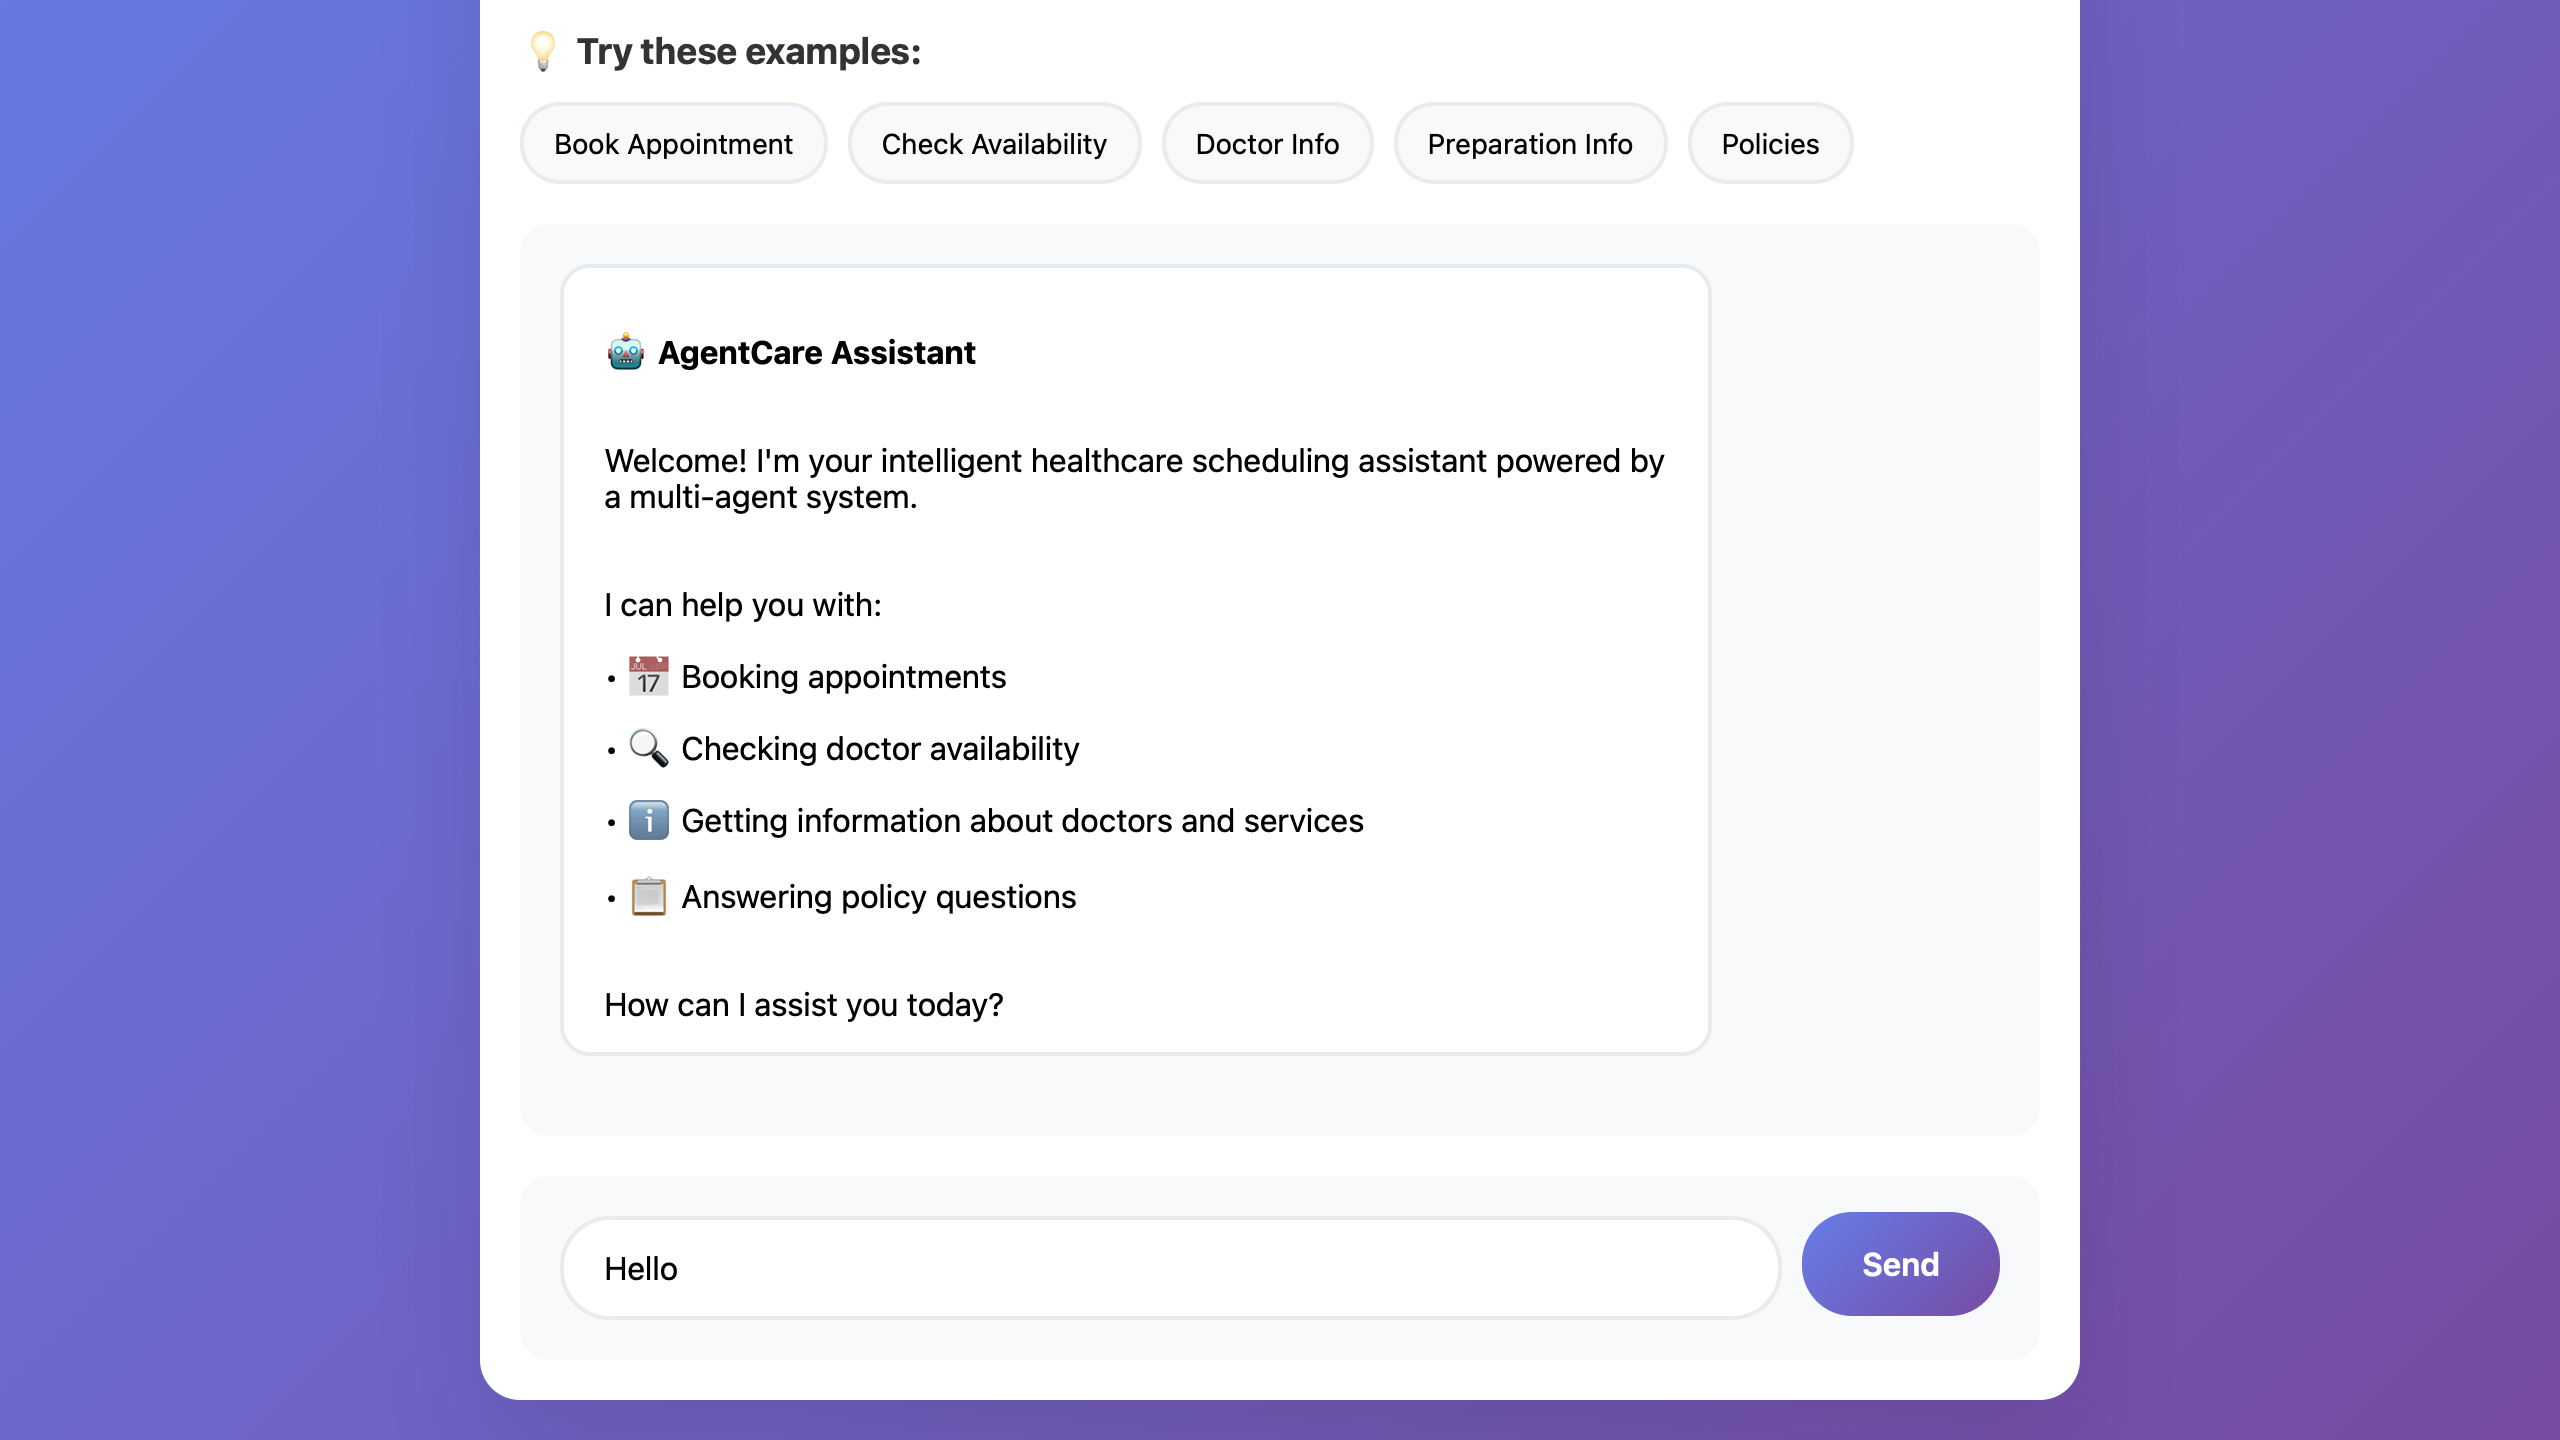 💡 Try these examples:
Book Appointment
Check Availability
Doctor Info
Preparation Info
Policies
🤖 AgentCare Assistant
Welcome! I'm your intelligent healthcare scheduling assistant powered by
a multi-agent system.
I can help you with:
• 📅 Booking appointments
• 🔍 Checking doctor availability
• ℹ️ Getting information about doctors and services
• 📋 Answering policy questions
How can I assist you today?
Hello
Send